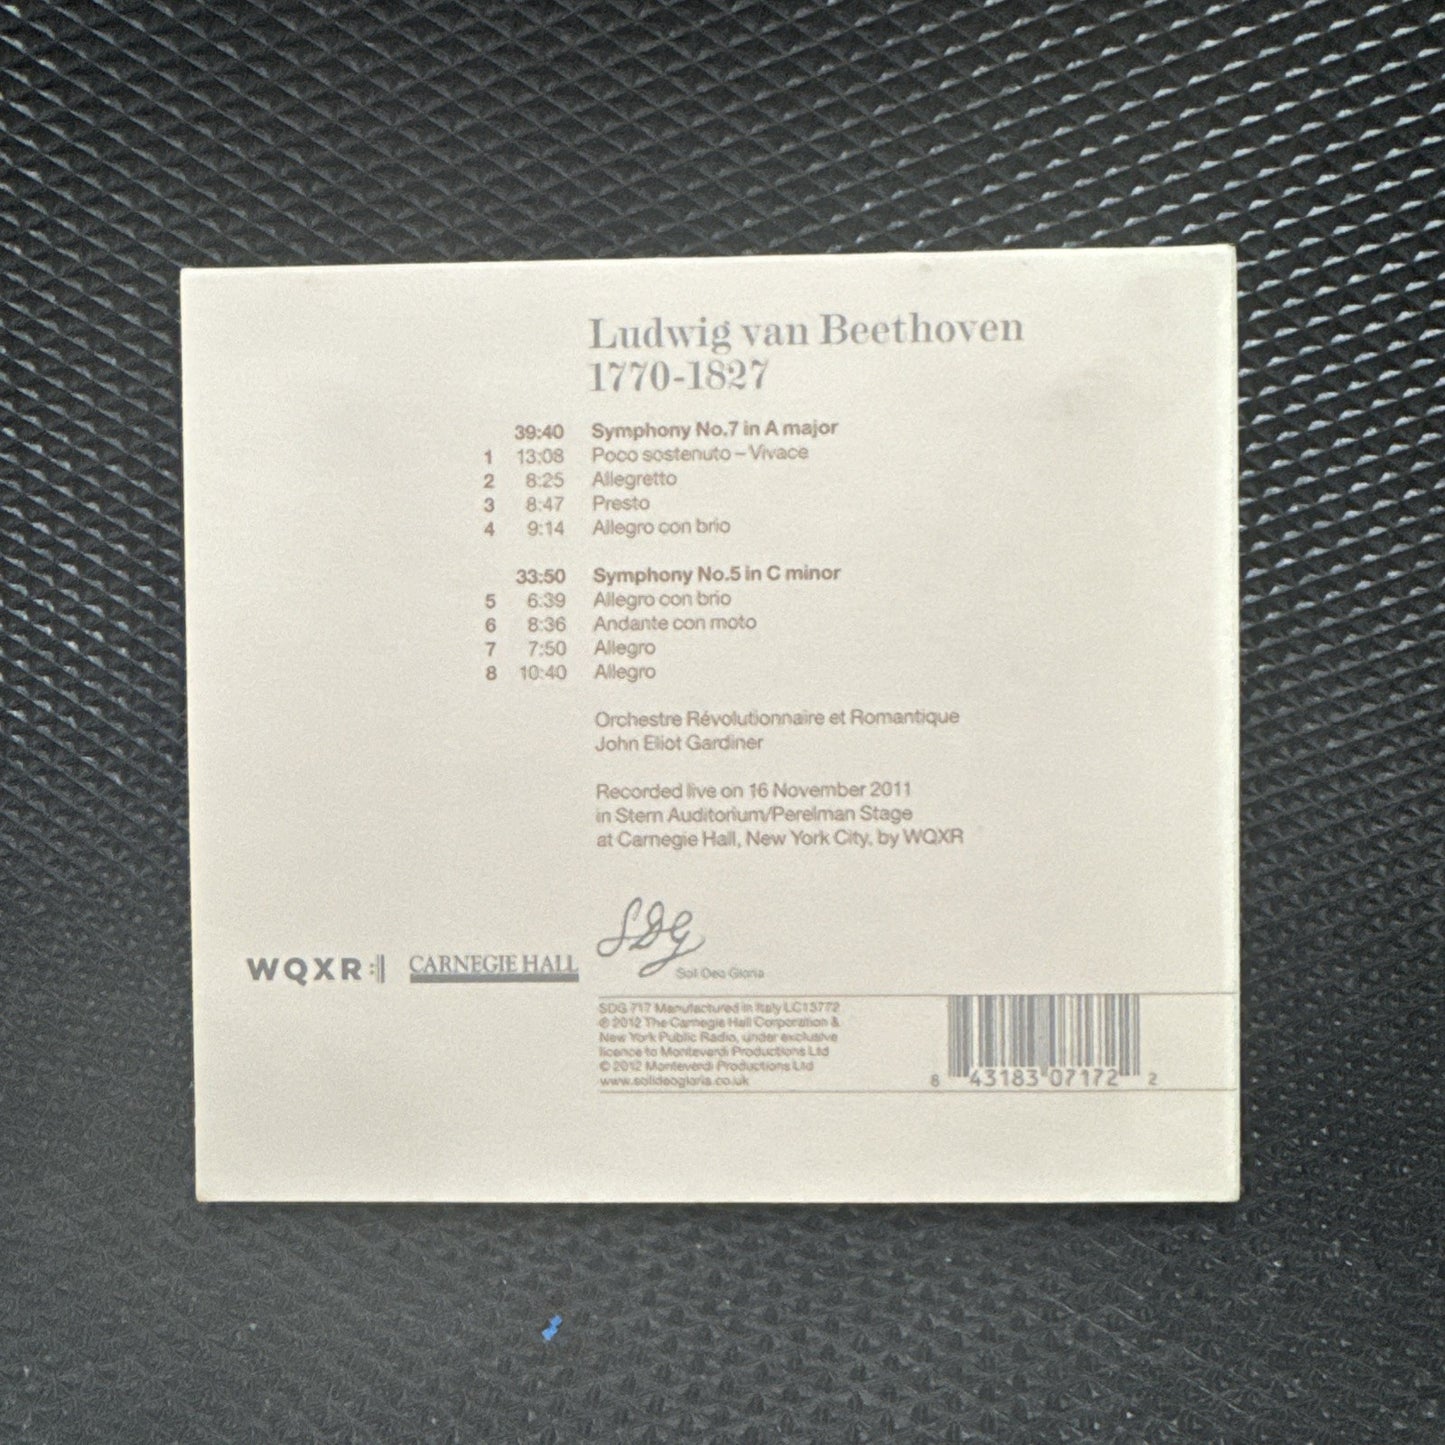 Ludwig van Beethoven
1770-1827
39:40 Symphony No.7 in A major
1 13:08 Poco sostenuto – Vivace
2 8:25 Allegretto
3 8:47 Presto
4 9:14 Allegro con brio
33:50 Symphony No.5 in C minor
5 6:39 Allegro con brio
6 8:36 Andante con moto
7 7:50 Allegro
8 10:40 Allegro
Orchestre Révolutionnaire et Romantique
John Eliot Gardiner
Recorded live on 16 November 2011
in Stern Auditorium/Perelman Stage
at Carnegie Hall, New York City, by WQXR
SDG
Soli Deo Gloria
WQXR
CARNEGIE HALL
SDG 717 Manufactured in Italy LC13772
℗ 2012 The Carnegie Hall Corporation &
New York Public Radio, under exclusive
licence to Monteverdi Productions Ltd
© 2012 Monteverdi Productions Ltd
www.solideogloria.co.uk
8 43183 07172 2